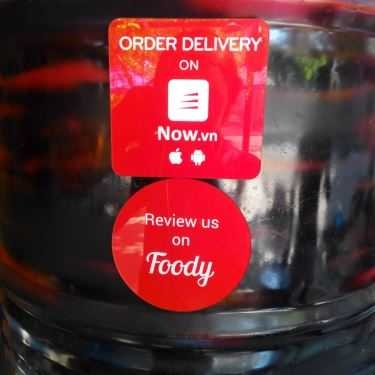 ORDER DELIVERY
ON
Now.vn
Review us
on
Foody